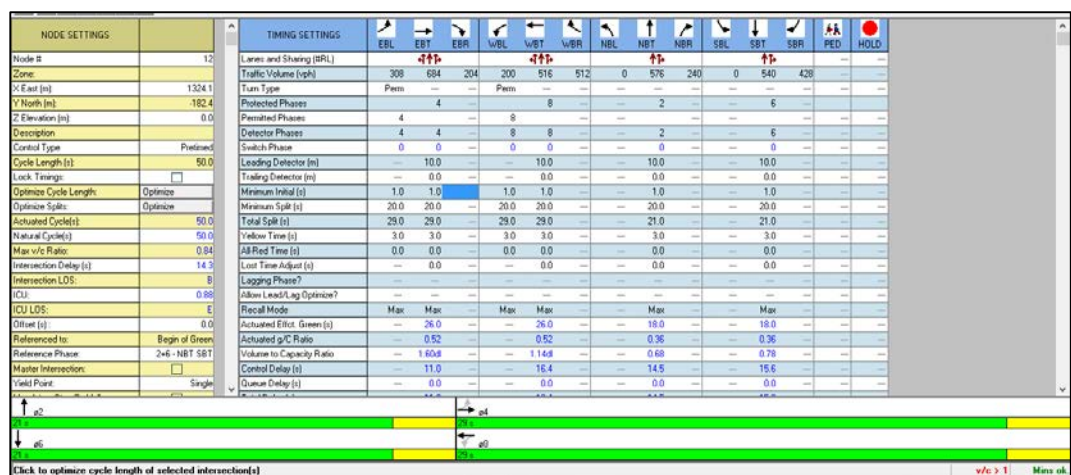 NODE SETTINGS
Node # 12
Zone:
X East (m): 1324.1
Y North (m): -182.4
Z Elevation (m): 0.0
Description
Control Type Pretimed
Cycle Length (s): 50.0
Lock Timings:
Optimize Cycle Length: Optimize
Optimize Splits: Optimize
Actuated Cycle(s): 50.0
Natural Cycle(s): 50.0
Max v/c Ratio: 0.84
Intersection Delay (s): 14.3
Intersection LOS: B
ICU: 0.88
ICU LOS: E
Offset (s) : 0.0
Referenced to: Begin of Green
Reference Phase: 2+6 - NBT SBT
Master Intersection:
Yield Point: Single
TIMING SETTINGS EBL EBT EBR WBL WBT WBR NBL NBT NBR SBL SBT SBR PED HOLD
Lanes and Sharing (#RL)
Traffic Volume (vph) 308 684 204 200 516 512 0 576 240 0 540 428
Turn Type Perm — — Perm — — — — — — — —
Protected Phases 4 — 8 — — 2 — — 6 —
Permitted Phases 4 — 8 — — — — —
Detector Phases 4 4 — 8 8 — — 2 — — 6 —
Switch Phase 0 0 — 0 0 — — 0 — — 0 —
Leading Detector (m) — 10.0 — — 10.0 — — 10.0 — — 10.0 —
Trailing Detector (m) — 0.0 — — 0.0 — — 0.0 — — 0.0 —
Minimum Initial (s) 1.0 1.0 1.0 1.0 — — 1.0 — — 1.0 —
Minimum Split (s) 20.0 20.0 — 20.0 20.0 — — 20.0 — — 20.0 —
Total Split (s) 29.0 29.0 — 29.0 29.0 — — 21.0 — — 21.0 —
Yellow Time (s) 3.0 3.0 — 3.0 3.0 — — 3.0 — — 3.0 —
All-Red Time (s) 0.0 0.0 — 0.0 0.0 — — 0.0 — — 0.0 —
Lost Time Adjust (s) — 0.0 — — 0.0 — — 0.0 — — 0.0 —
Lagging Phase? — — — — — — — — — — — —
Allow Lead/Lag Optimize? — — — — — — — — — — — —
Recall Mode Max Max — Max Max — — Max — — Max —
Actuated Effct. Green (s) — 26.0 — — 26.0 — — 18.0 — — 18.0 —
Actuated g/C Ratio — 0.52 — — 0.52 — — 0.36 — — 0.36 —
Volume to Capacity Ratio — 1.60dl — — 1.14dl — — 0.68 — — 0.78 —
Control Delay (s) — 11.0 — — 16.4 — — 14.5 — — 15.6 —
Queue Delay (s) — 0.0 — — 0.0 — — 0.0 — — 0.0 —
ø2 ø4
21 s 29 s
ø6 ø8
21 s 29 s
Click to optimize cycle length of selected intersection(s) v/c > 1 Mins ok